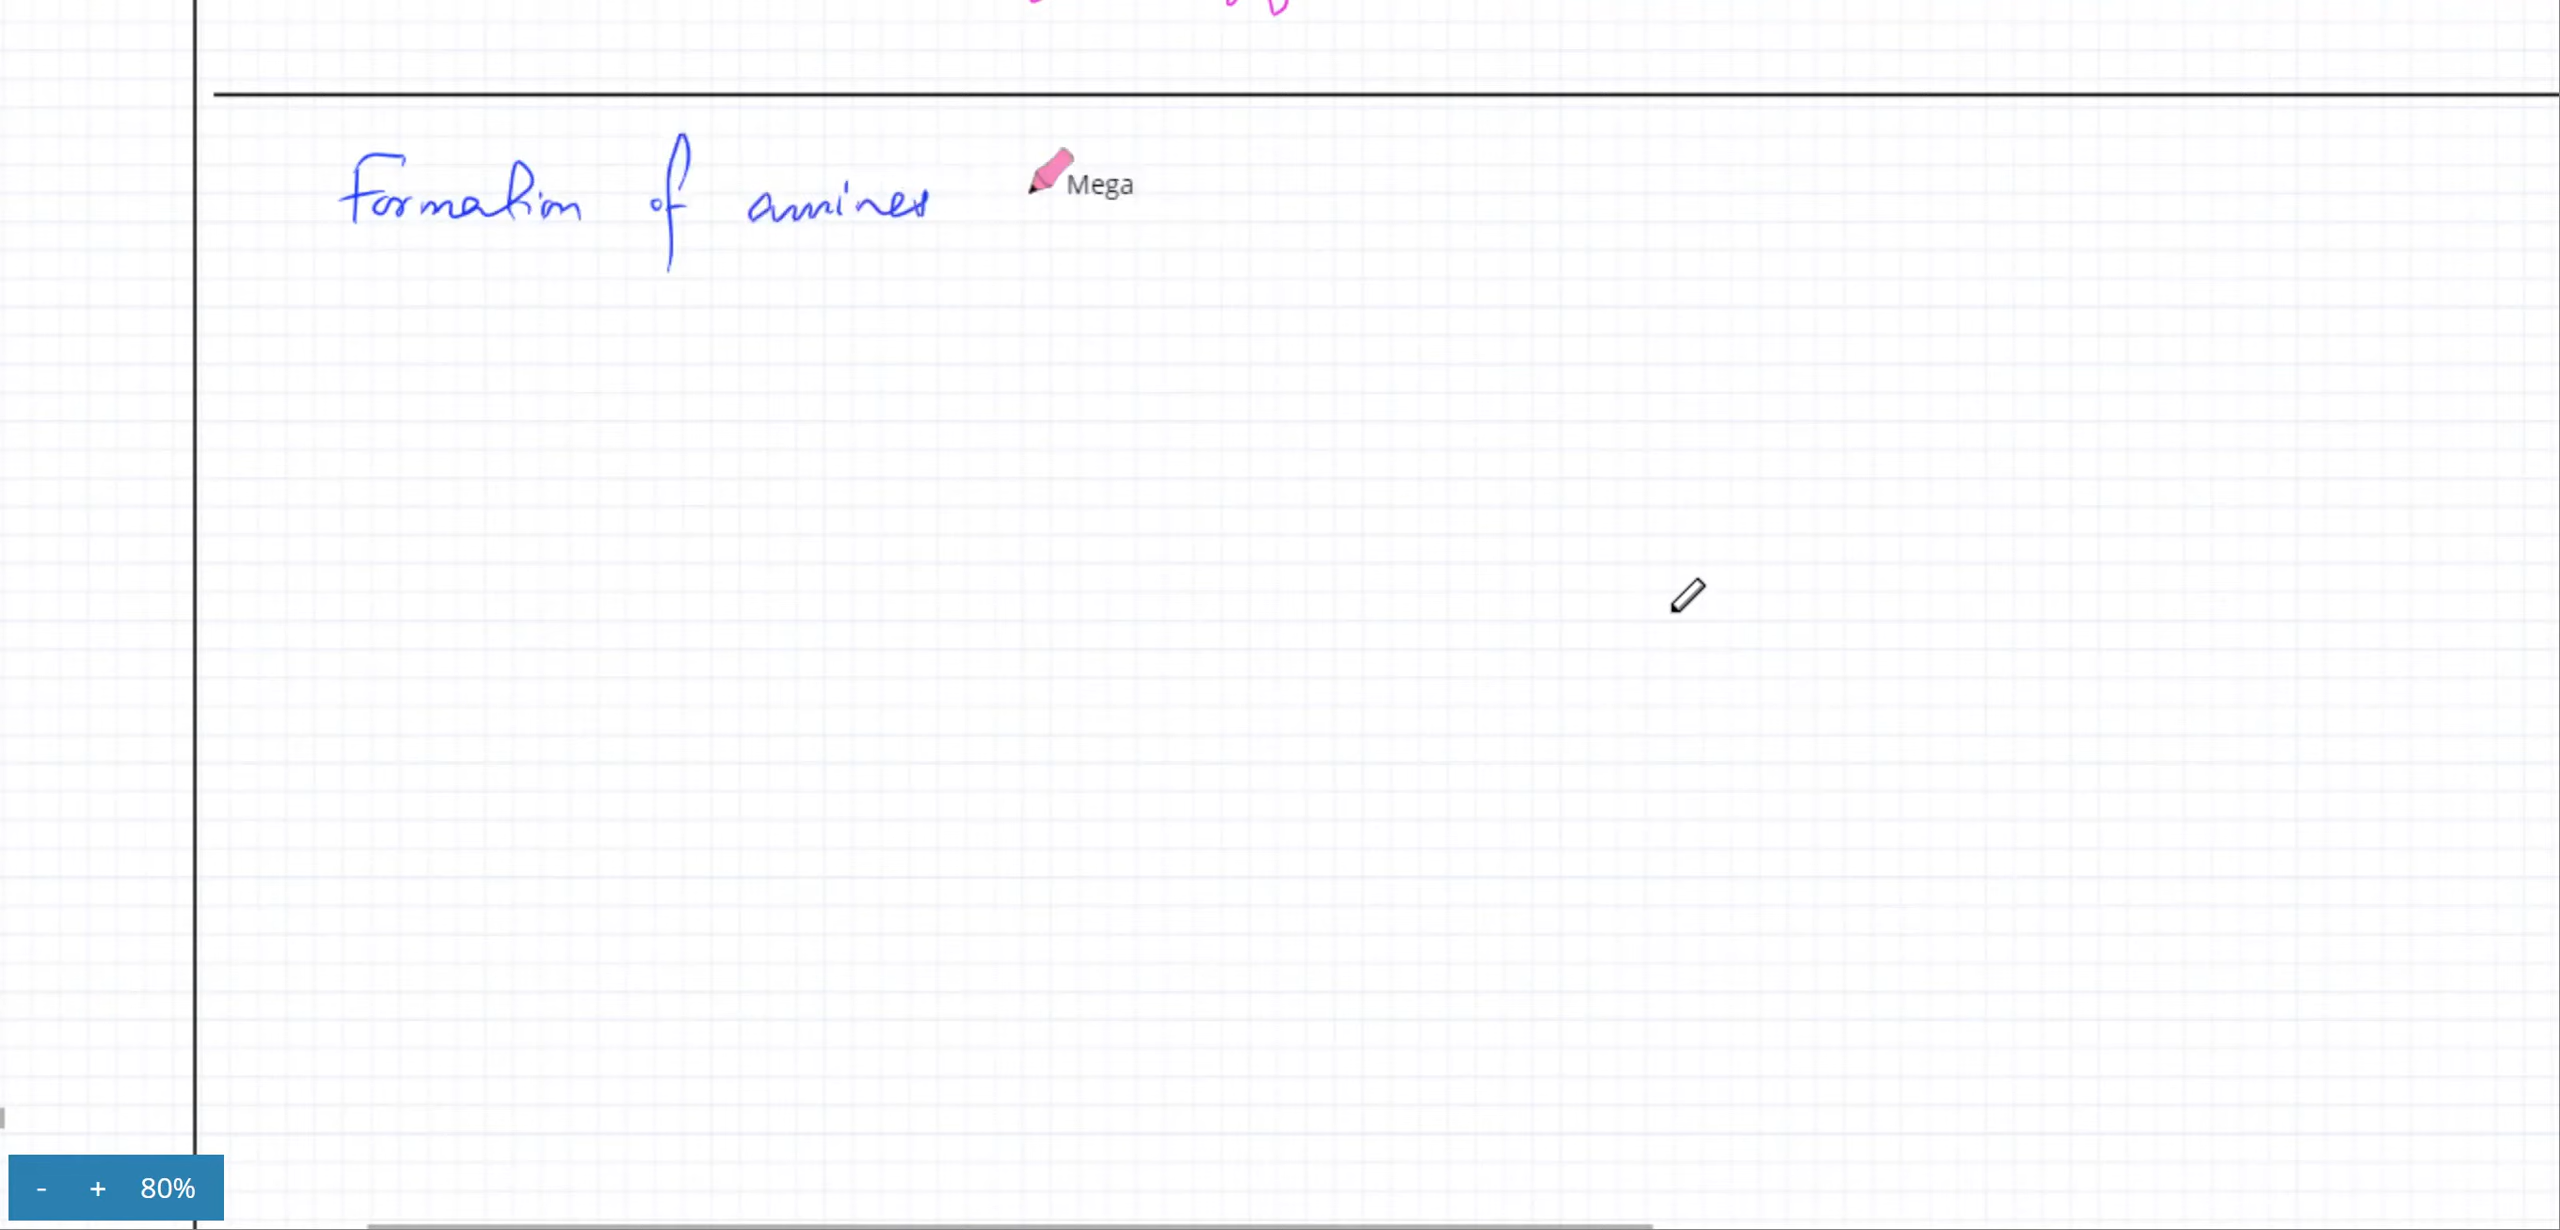 Formation of amines
Mega
- + 80%